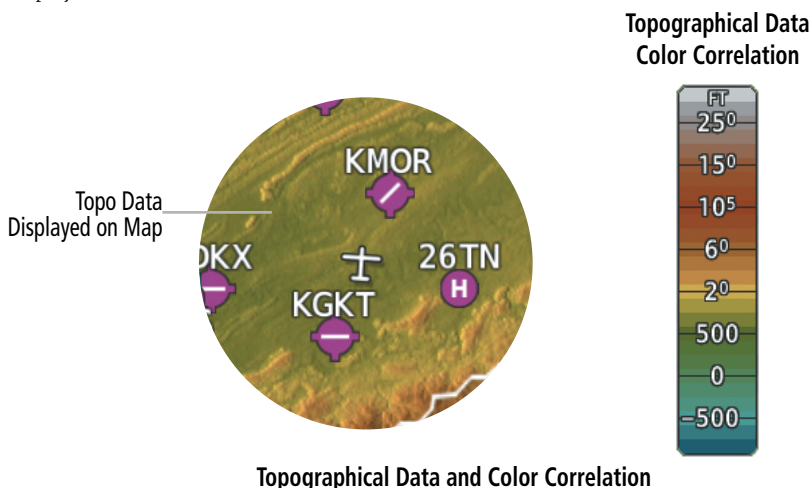 Topographical Data
Color Correlation
FT
25⁰
15⁰
10⁵
6⁰
2⁰
500
0
-500
KMOR
Topo Data
Displayed on Map
DKX
26TN
H
KGKT
Topographical Data and Color Correlation